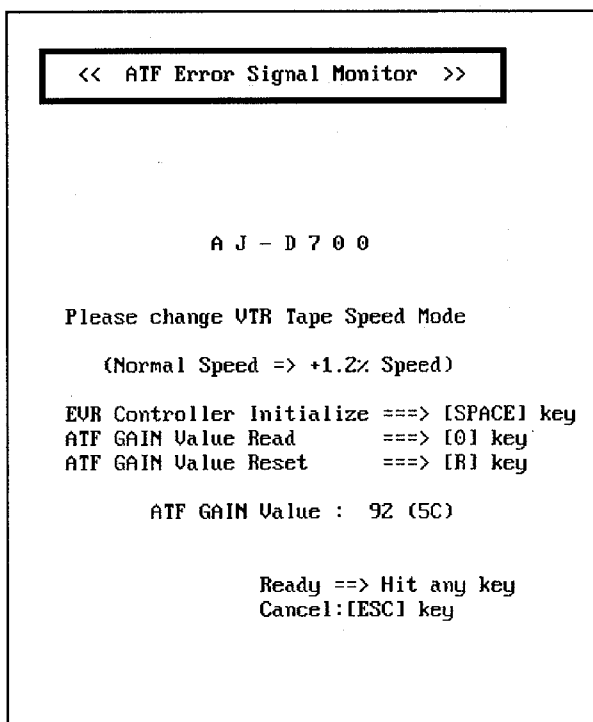 << ATF Error Signal Monitor >>
A J - D 7 0 0
Please change VTR Tape Speed Mode
(Normal Speed => +1.2% Speed)
EVR Controller Initialize ===> [SPACE] key
ATF GAIN Value Read ===> [0] key
ATF GAIN Value Reset ===> [R] key
ATF GAIN Value : 92 (5C)
Ready ==> Hit any key
Cancel:[ESC] key